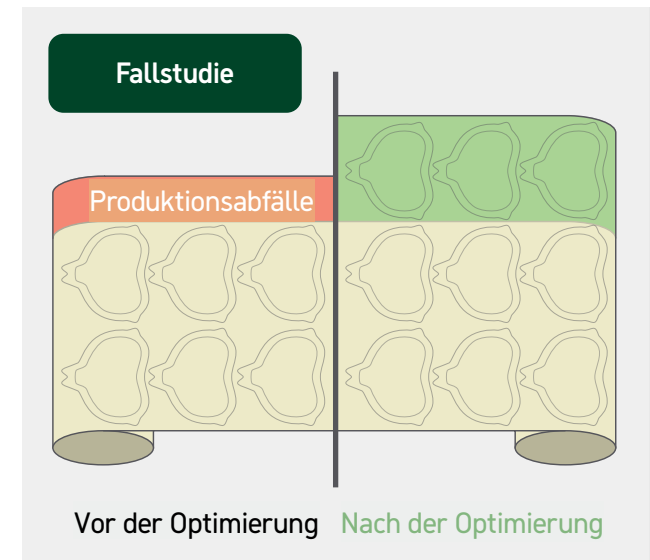 Fallstudie
Produktionsabfälle
Vor der Optimierung
Nach der Optimierung